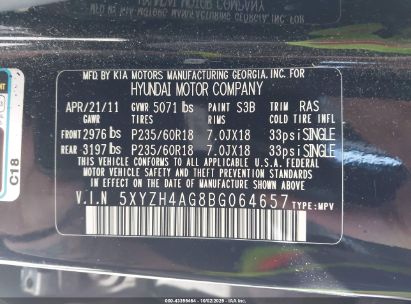 MFD. BY KIA MOTORS MANUFACTURING GEORGIA, INC. FOR
HYUNDAI MOTOR COMPANY
APR/21/11 GVWR 5071 lbs PAINT S3B TRIM RAS
GAWR TIRE RIM COLD TIRE INFL
FRONT 2976 lbs P235/60R18 7.0JX18 33psi SINGLE
REAR 3197 lbs P235/60R18 7.0JX18 33psi SINGLE
THIS VEHICLE CONFORMS TO ALL APPLICABLE U.S. FEDERAL MOTOR VEHICLE SAFETY AND THEFT PREVENTION STANDARDS IN EFFECT ON THE DATE OF MANUFACTURE SHOWN ABOVE.
V.I.N 5XYZH4AG8BG064657 TYPE:MPV
C18